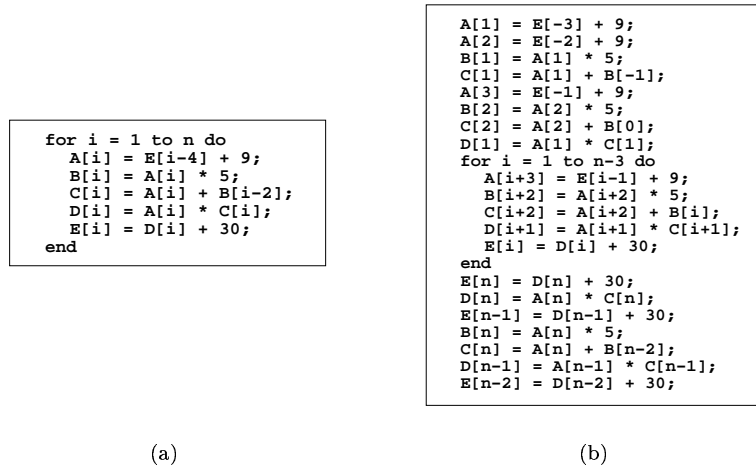 for i = 1 to n do
A[i] = E[i-4] + 9;
B[i] = A[i] * 5;
C[i] = A[i] + B[i-2];
D[i] = A[i] * C[i];
E[i] = D[i] + 30;
end
(a)
A[1] = E[-3] + 9;
A[2] = E[-2] + 9;
B[1] = A[1] * 5;
C[1] = A[1] + B[-1];
A[3] = E[-1] + 9;
B[2] = A[2] * 5;
C[2] = A[2] + B[0];
D[1] = A[1] * C[1];
for i = 1 to n-3 do
A[i+3] = E[i-1] + 9;
B[i+2] = A[i+2] * 5;
C[i+2] = A[i+2] + B[i];
D[i+1] = A[i+1] * C[i+1];
E[i] = D[i] + 30;
end
E[n] = D[n] + 30;
D[n] = A[n] * C[n];
E[n-1] = D[n-1] + 30;
B[n] = A[n] * 5;
C[n] = A[n] + B[n-2];
D[n-1] = A[n-1] * C[n-1];
E[n-2] = D[n-2] + 30;
(b)